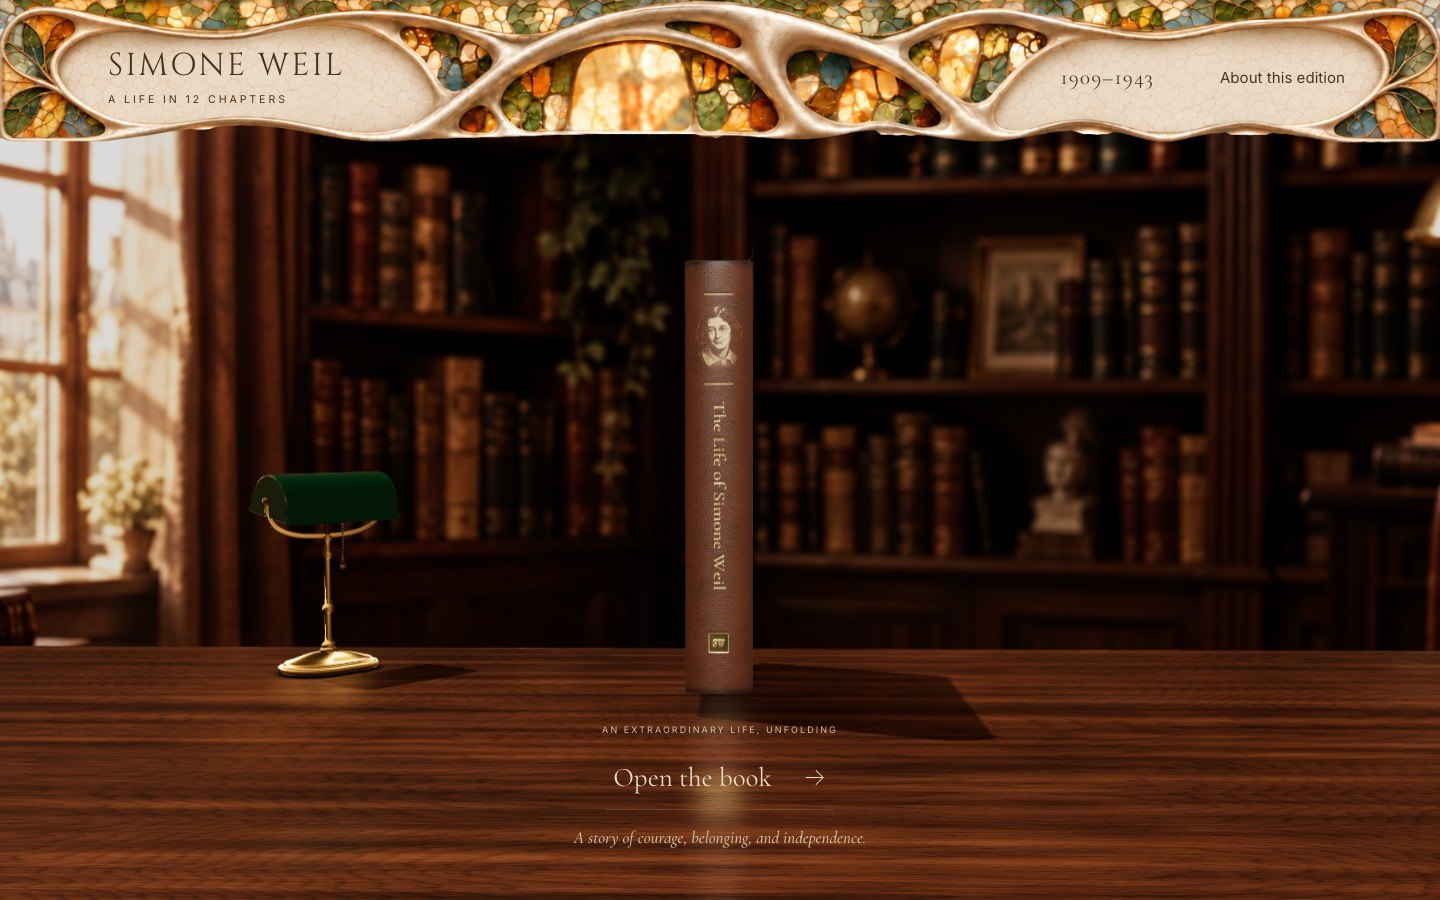 SIMONE WEIL
A LIFE IN 12 CHAPTERS
1909–1943
About this edition
The Life of Simone Weil
AN EXTRAORDINARY LIFE, UNFOLDING
Open the book →
A story of courage, belonging, and independence.